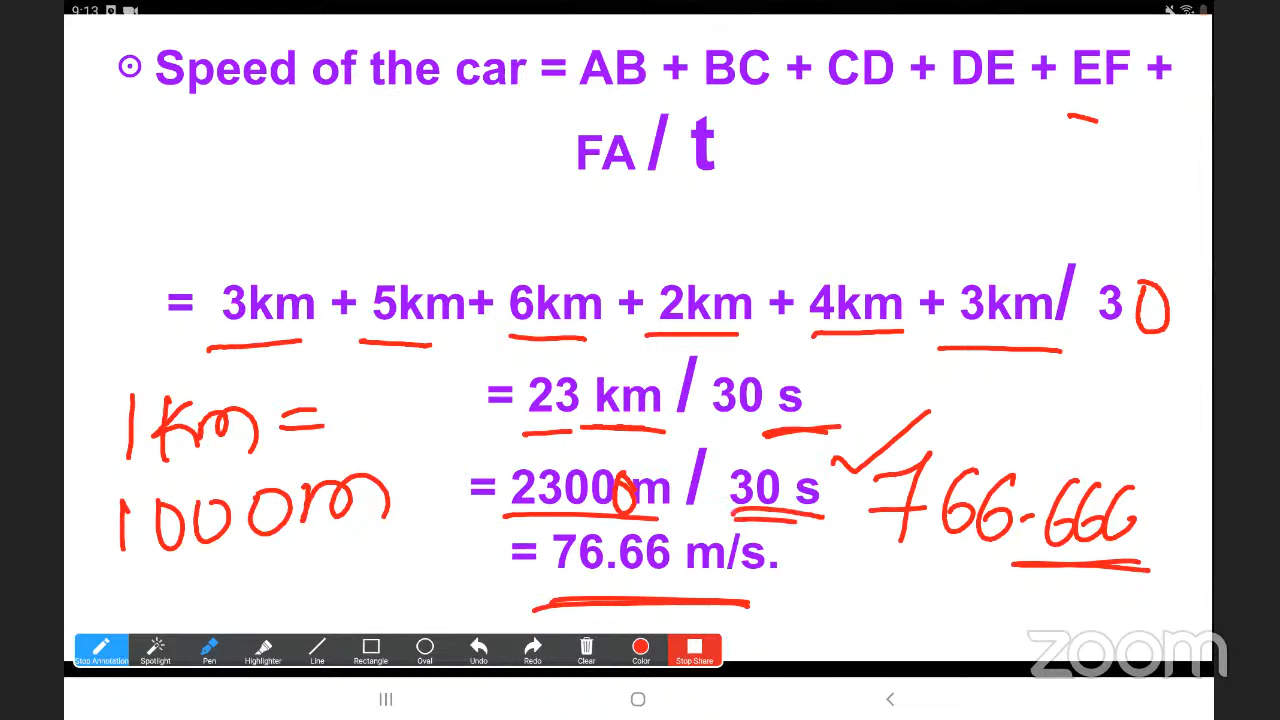 9:13
⊙ Speed of the car = AB + BC + CD + DE + EF +
FA / t
= 3km + 5km+ 6km + 2km + 4km + 3km/ 30
= 23 km / 30 s
1km =
= 23000 m / 30 s ✓ 766.666
1000m
= 76.66 m/s.
Stop Annotation Spotlight Pen Highlighter Line Rectangle Oval Undo Redo Clear Color Stop Share
zoom